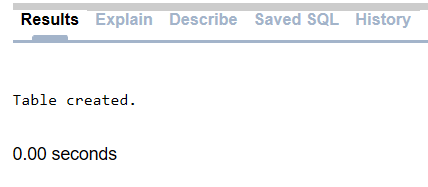 Results Explain Describe Saved SQL History
Table created.
0.00 seconds